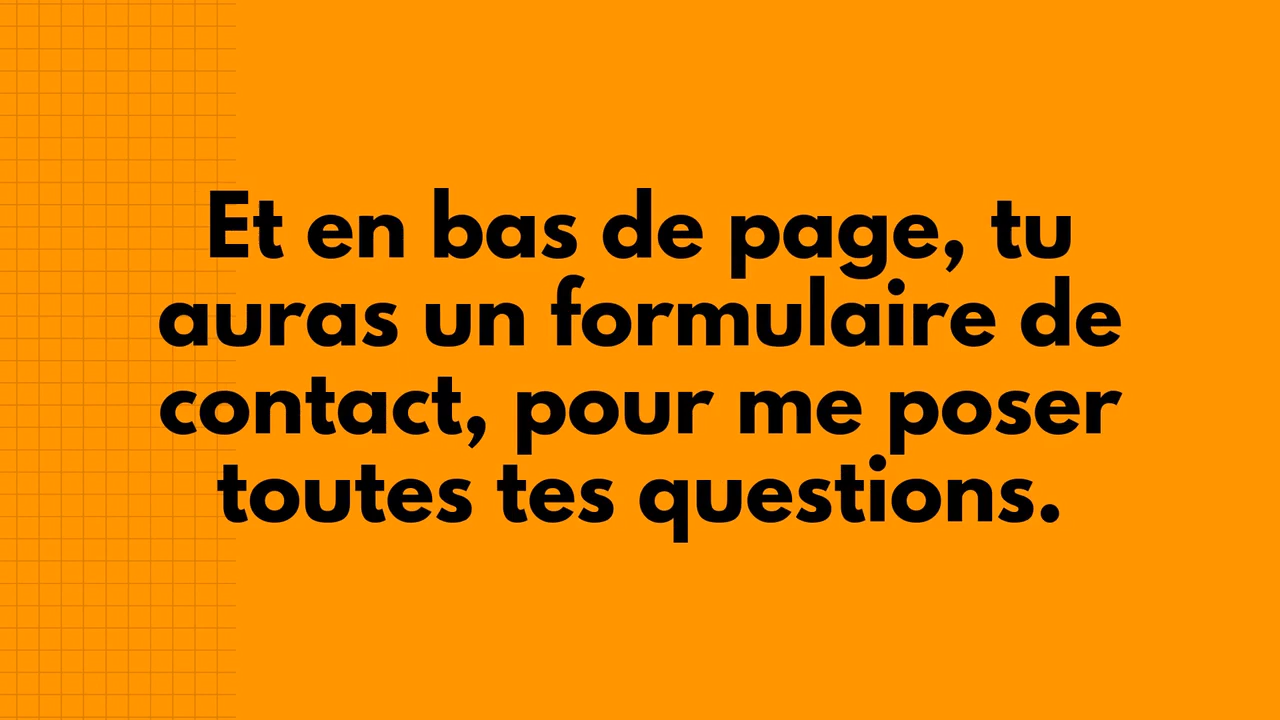 Et en bas de page, tu
auras un formulaire de
contact, pour me poser
toutes tes questions.